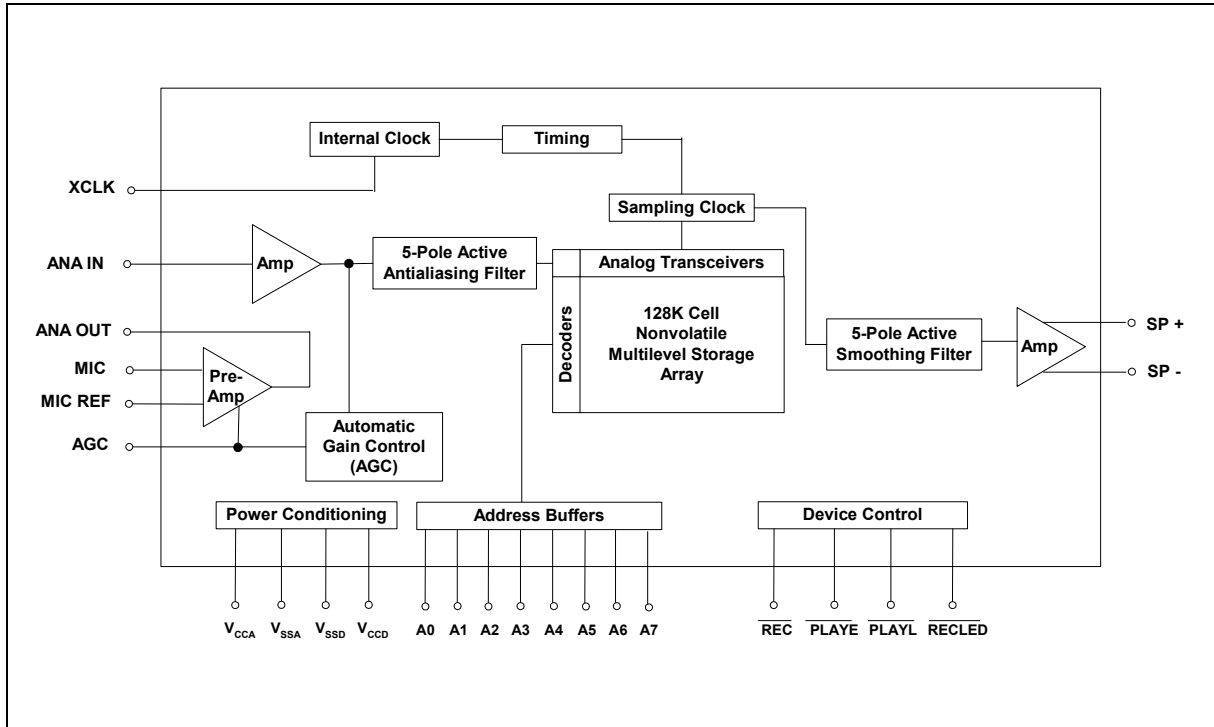 Internal Clock
Timing
XCLK
Sampling Clock
ANA IN
Amp
5-Pole Active
Antialiasing Filter
Analog Transceivers
Decoders
128K Cell
Nonvolatile
Multilevel Storage
Array
ANA OUT
MIC
Pre-
Amp
MIC REF
AGC
Automatic
Gain Control
(AGC)
5-Pole Active
Smoothing Filter
Amp
SP +
SP -
Power Conditioning
Address Buffers
Device Control
VCCA VSSA VSSD VCCD A0 A1 A2 A3 A4 A5 A6 A7 REC PLAYE PLAYL RECLED